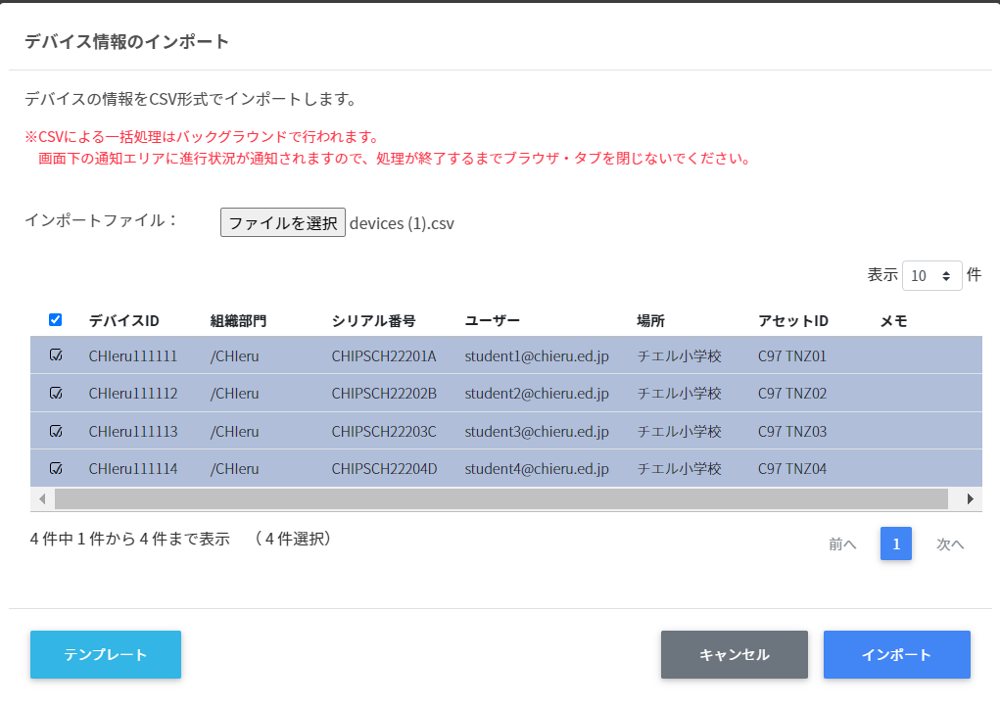 デバイス情報のインポート
デバイスの情報をCSV形式でインポートします。
※CSVによる一括処理はバックグラウンドで行われます。
画面下の通知エリアに進行状況が通知されますので、処理が終了するまでブラウザ・タブを閉じないでください。
インポートファイル： ファイルを選択 devices (1).csv
表示 10 件
デバイスID 組織部門 シリアル番号 ユーザー 場所 アセットID メモ
CHIeru111111 /CHIeru CHIPSCH22201A student1@chieru.ed.jp チエル小学校 C97 TNZ01
CHIeru111112 /CHIeru CHIPSCH22202B student2@chieru.ed.jp チエル小学校 C97 TNZ02
CHIeru111113 /CHIeru CHIPSCH22203C student3@chieru.ed.jp チエル小学校 C97 TNZ03
CHIeru111114 /CHIeru CHIPSCH22204D student4@chieru.ed.jp チエル小学校 C97 TNZ04
4 件中 1 件から 4 件まで表示 （ 4 件選択）
前へ 1 次へ
テンプレート キャンセル インポート